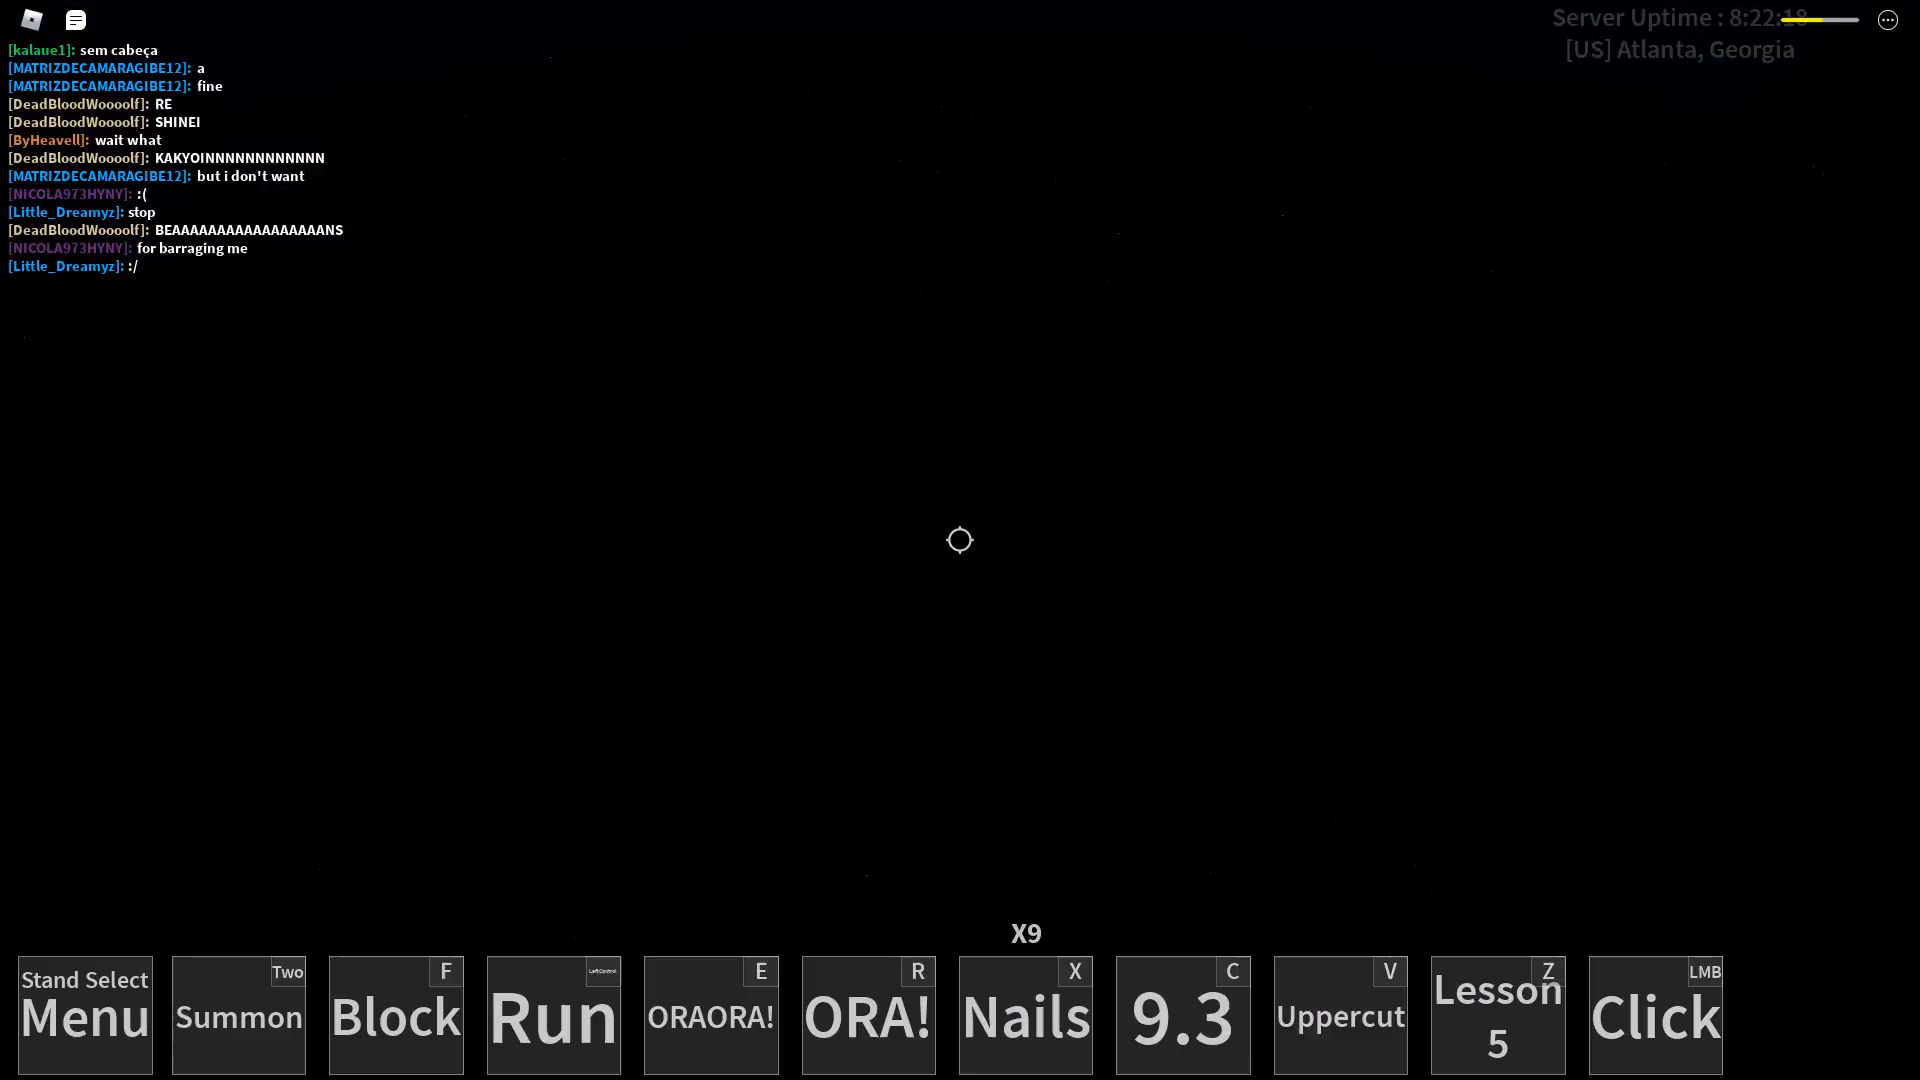 Server Uptime : 8:22:18
[US] Atlanta, Georgia
[kalaue1]: sem cabeça
[MATRIZDECAMARAGIBE12]: a
[MATRIZDECAMARAGIBE12]: fine
[DeadBloodWoooolf]: RE
[DeadBloodWoooolf]: SHINEI
[ByHeavell]: wait what
[DeadBloodWoooolf]: KAKYOINNNNNNNNNNNN
[MATRIZDECAMARAGIBE12]: but i don't want
[NICOLA973HYNY]: :(
[Little_Dreamyz]: stop
[DeadBloodWoooolf]: BEAAAAAAAAAAAAAAAAANS
[NICOLA973HYNY]: for barraging me
[Little_Dreamyz]: :/
X9
Stand Select
Menu
Two
Summon
F
Block
LeftControl
Run
E
ORAORA!
R
ORA!
X
Nails
C
9.3
V
Uppercut
Z
Lesson
5
LMB
Click